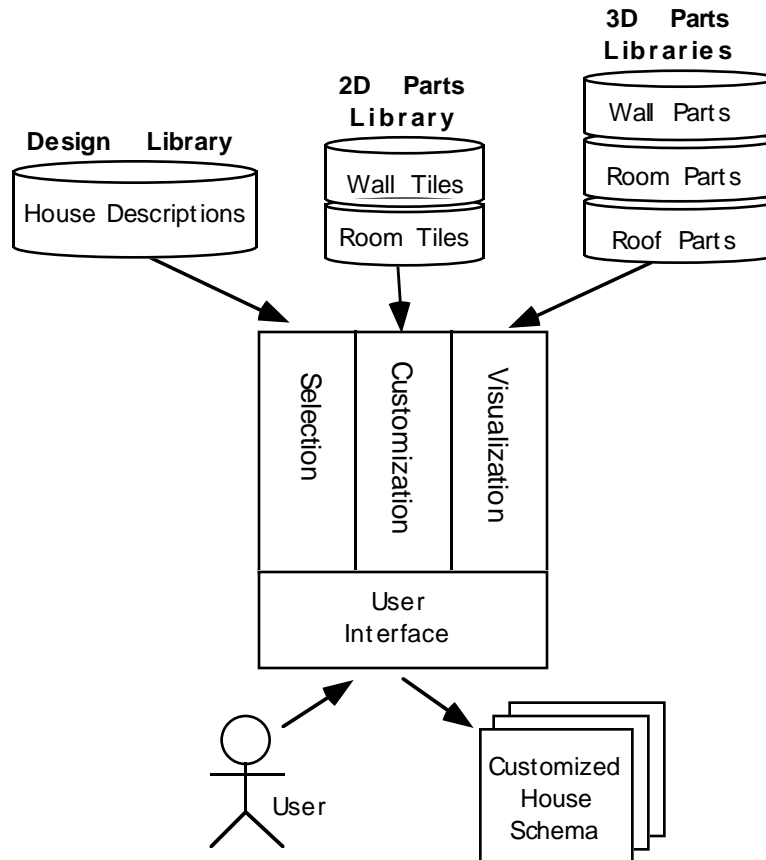 3D Parts
Libraries
Wall Parts
Room Parts
Roof Parts
2D Parts
Library
Wall Tiles
Room Tiles
Design Library
House Descriptions
Selection
Customization
Visualization
User
Interface
User
Customized
House
Schema